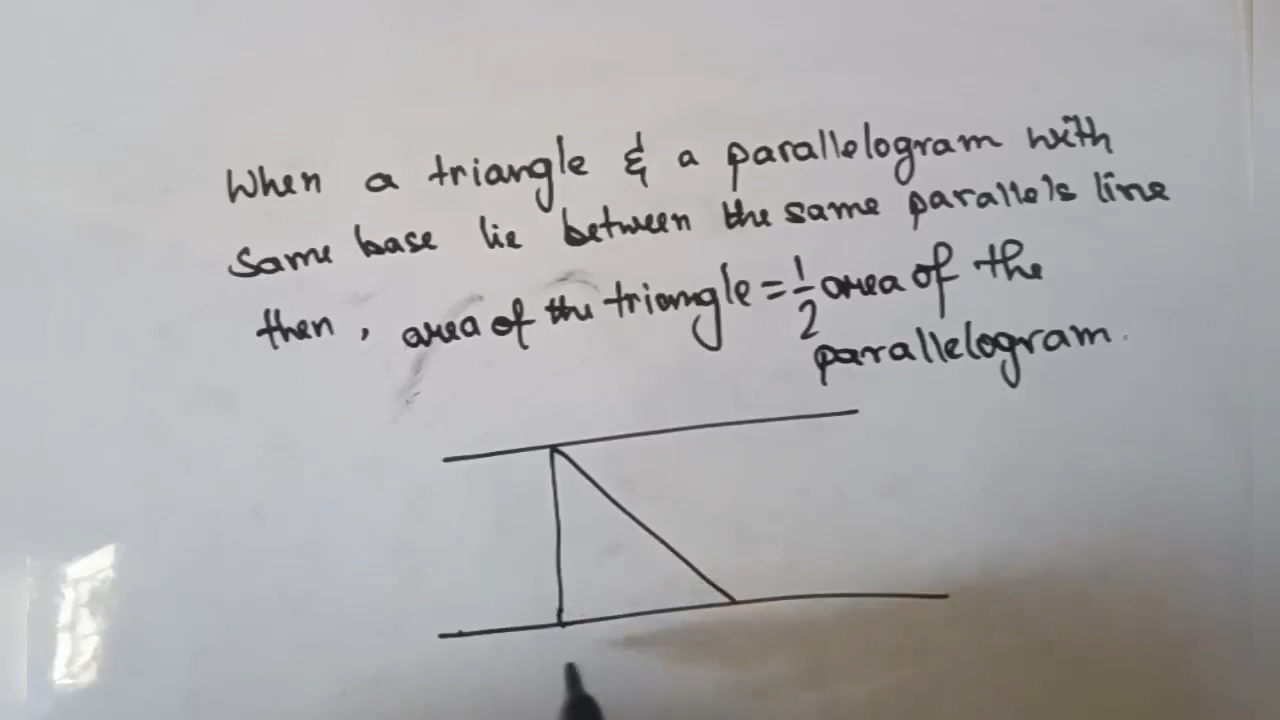 When a triangle & a parallelogram with
same base lie between the same parallels line
then, area of the triangle = 1/2 area of the
parallelogram.